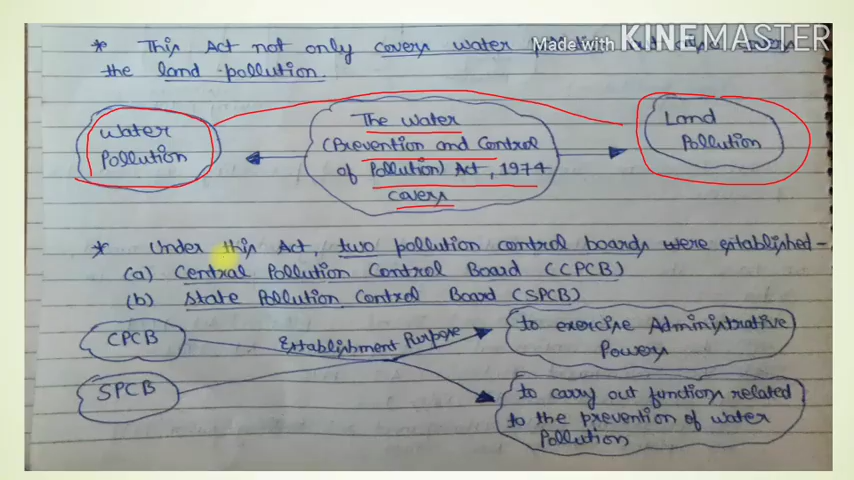 * This Act not only covers water
Made with KINEMASTER
the land pollution.
Water Pollution
The Water
(Prevention and Control
of Pollution) Act, 1974
covers
Land
Pollution
* Under this Act, two pollution control boards were established-
(a) Central Pollution Control Board (CPCB)
(b) State Pollution Control Board (SPCB)
CPCB
Establishment Purpose
to exercise Administrative
Powers
SPCB
to carry out functions related
to the prevention of water
Pollution